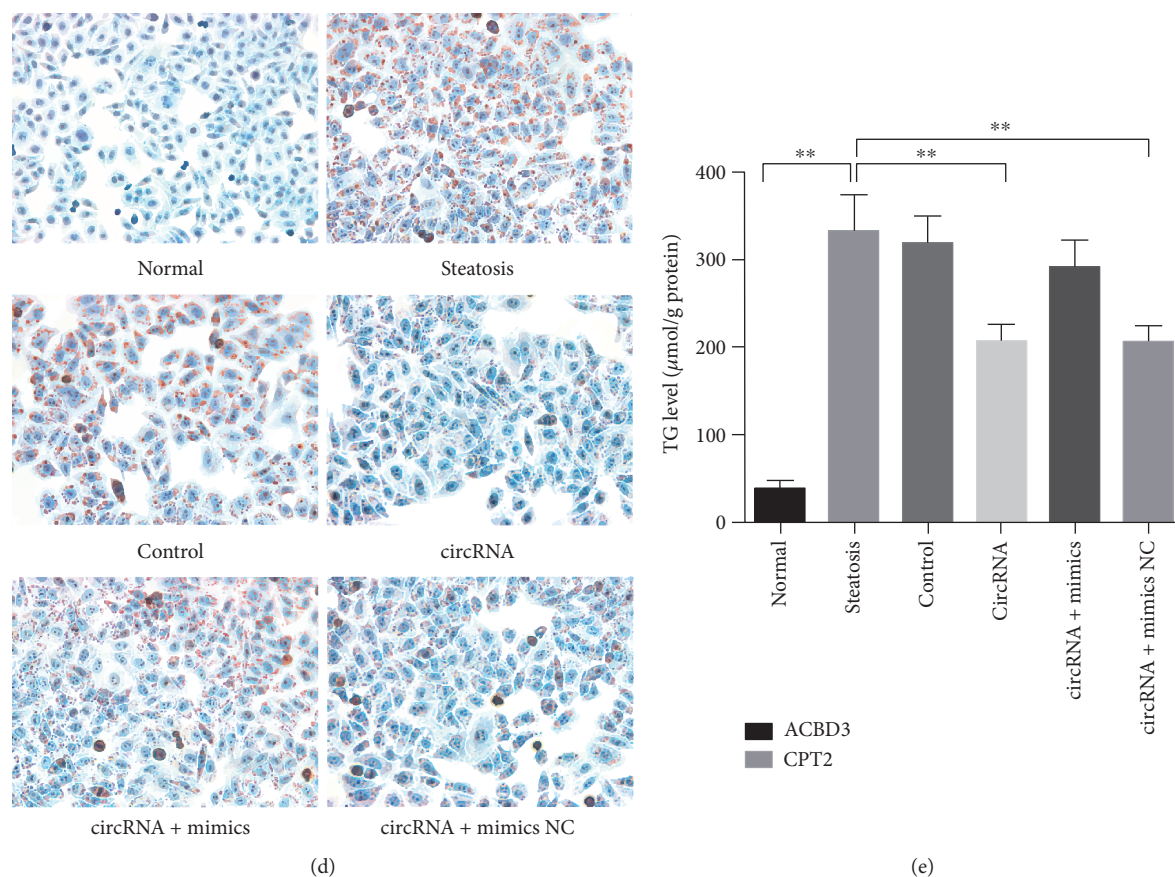 Normal
Steatosis
Control
circRNA
circRNA + mimics
circRNA + mimics NC
(d)
**
**
**
400
300
200
100
0
TG level (μmol/g protein)
Normal
Steatosis
Control
CircRNA
circRNA + mimics
circRNA + mimics NC
ACBD3
CPT2
(e)